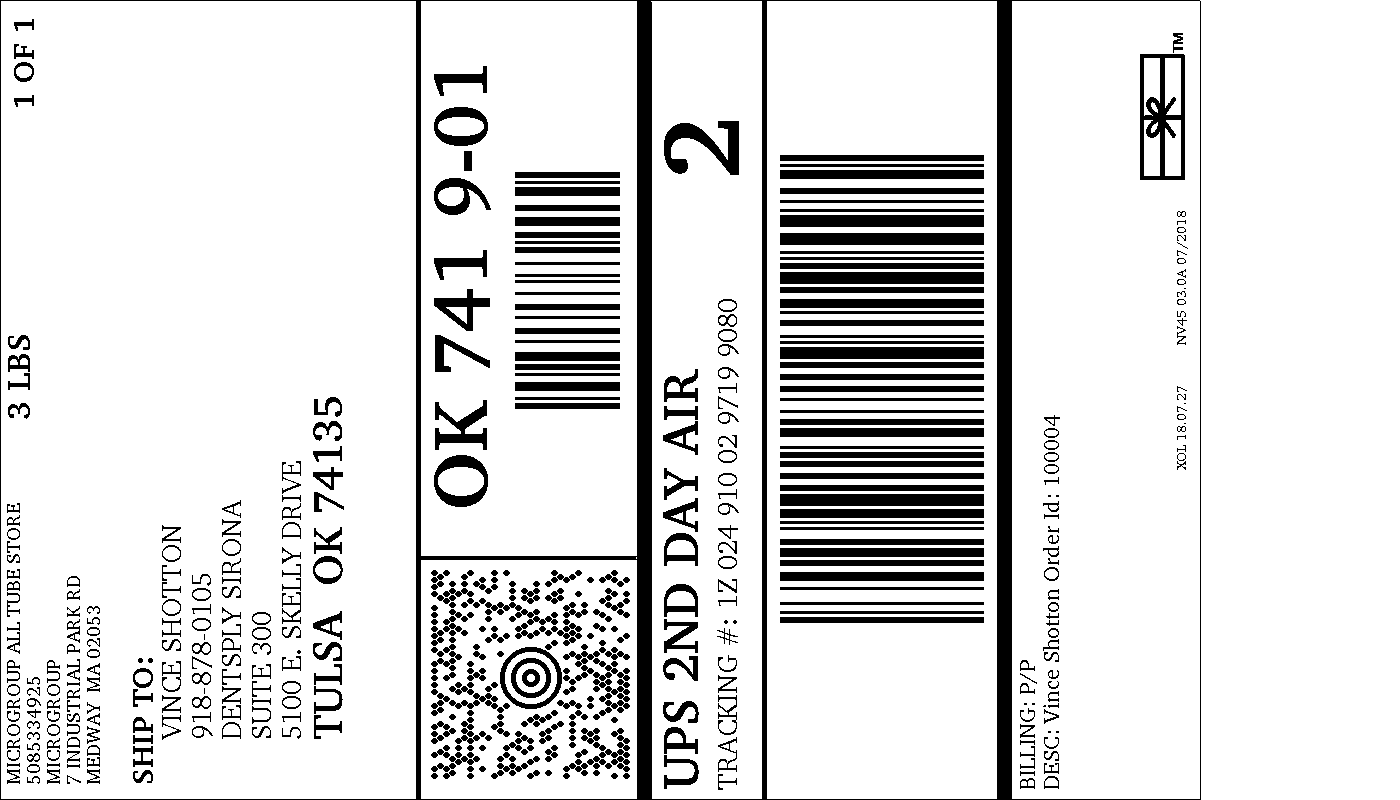 MICROGROUP ALL TUBE STORE
5085334925
MICROGROUP
7 INDUSTRIAL PARK RD
MEDWAY MA 02053
3 LBS
1 OF 1
SHIP TO:
VINCE SHOTTON
918-878-0105
DENTSPLY SIRONA
SUITE 300
5100 E. SKELLY DRIVE
TULSA OK 74135
OK 741 9-01
UPS 2ND DAY AIR
TRACKING #: 1Z 024 910 02 9719 9080
2
BILLING: P/P
DESC: Vince Shotton Order Id: 100004
XOL 18.07.27
NV45 03.0A 07/2018
TM